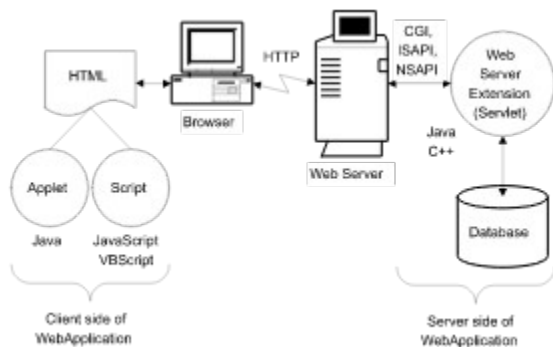 HTML
Browser
HTTP
Web Server
CGI,
ISAPI,
NSAPI
Web
Server
Extension
(Servlet)
Java
C++
Database
Applet
Script
Java
JavaScript
VBScript
Client side of
WebApplication
Server side of
WebApplication